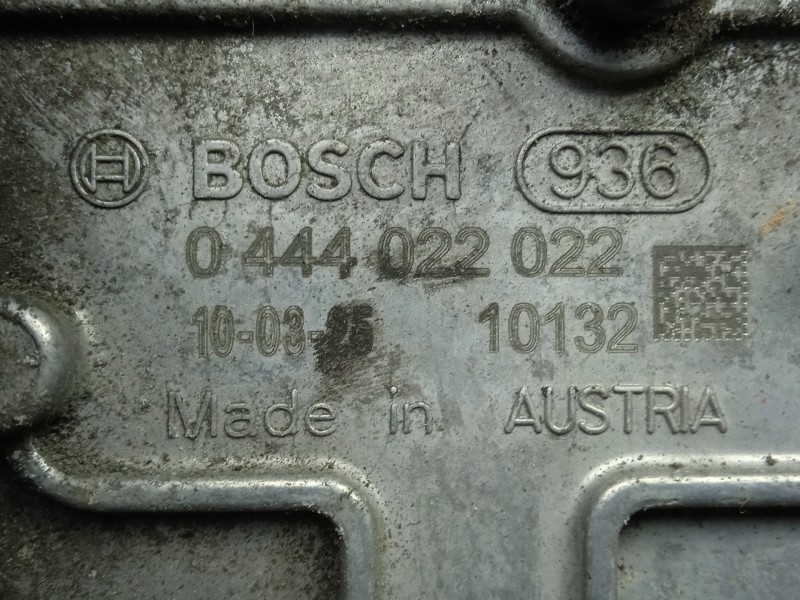 BOSCH 936
0 444 022 022
10-03-25 10132
Made in AUSTRIA